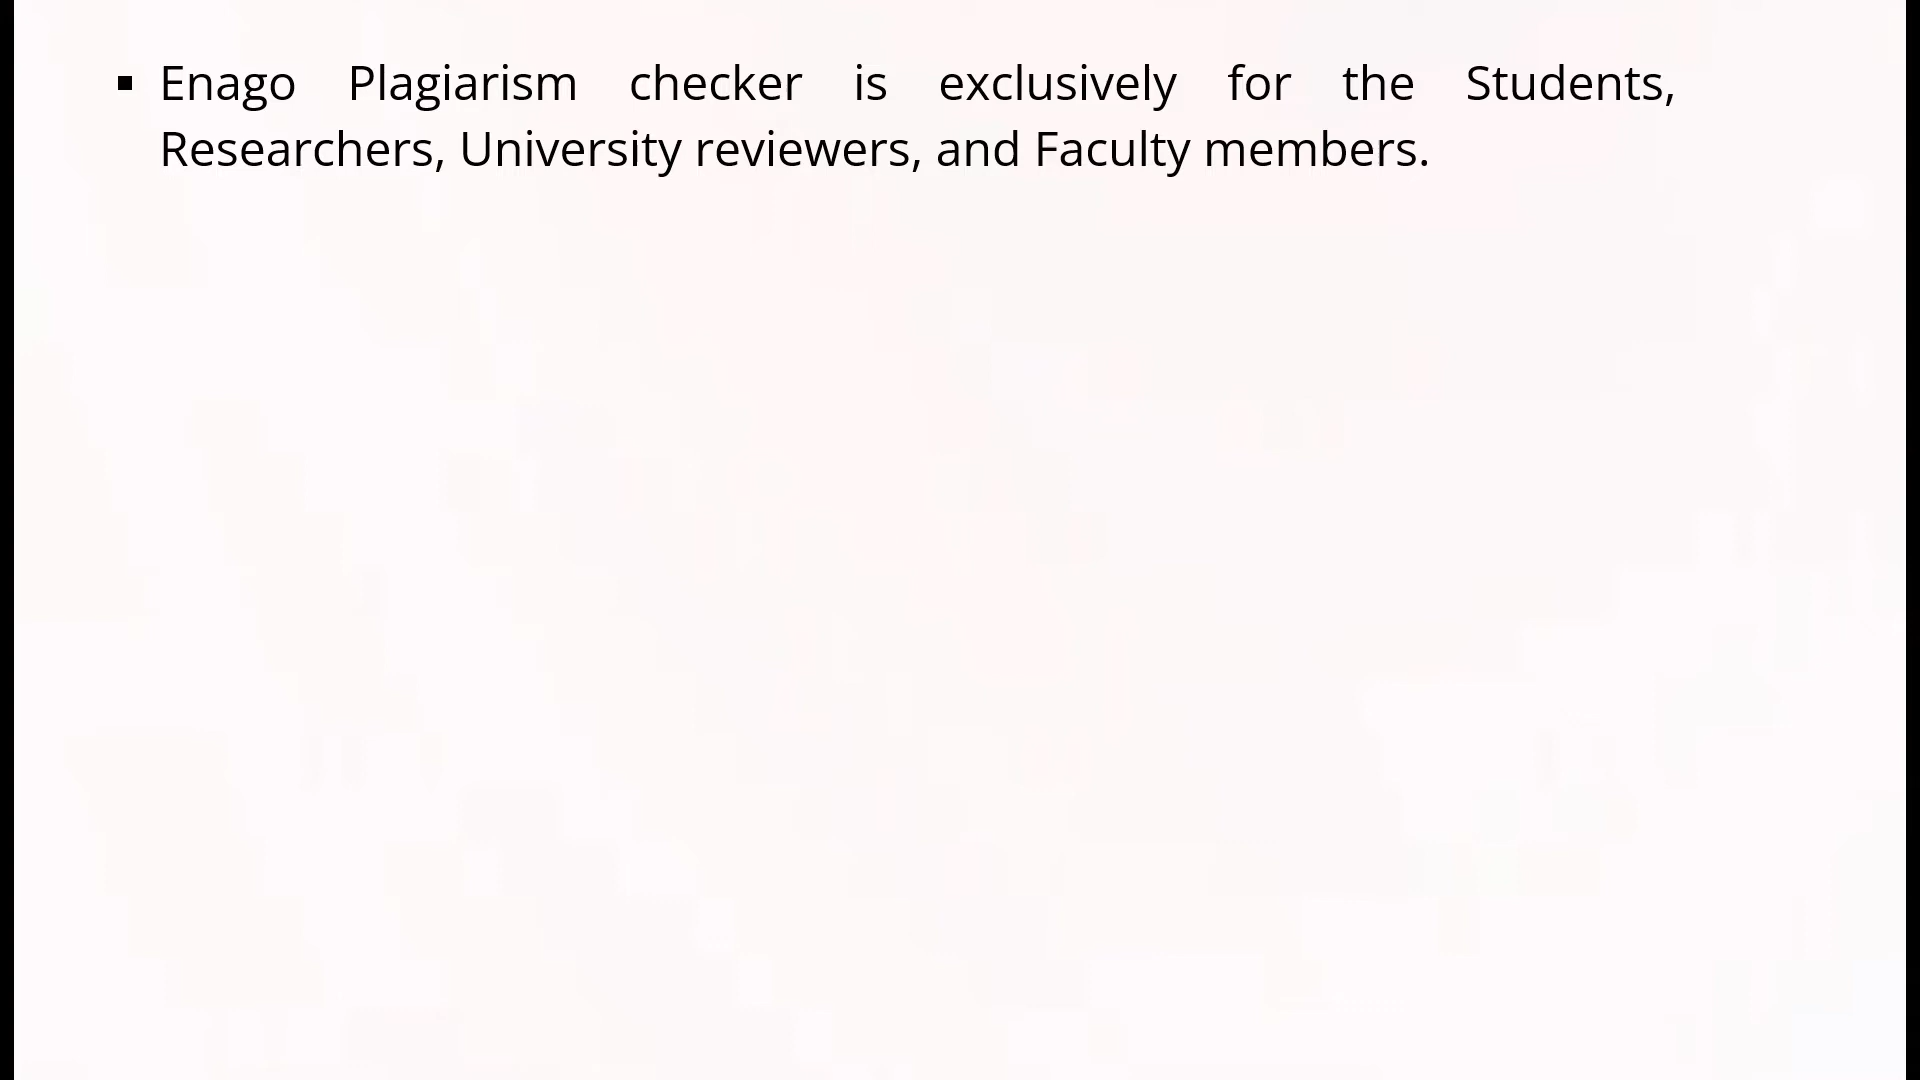 ▪ Enago Plagiarism checker is exclusively for the Students,
Researchers, University reviewers, and Faculty members.